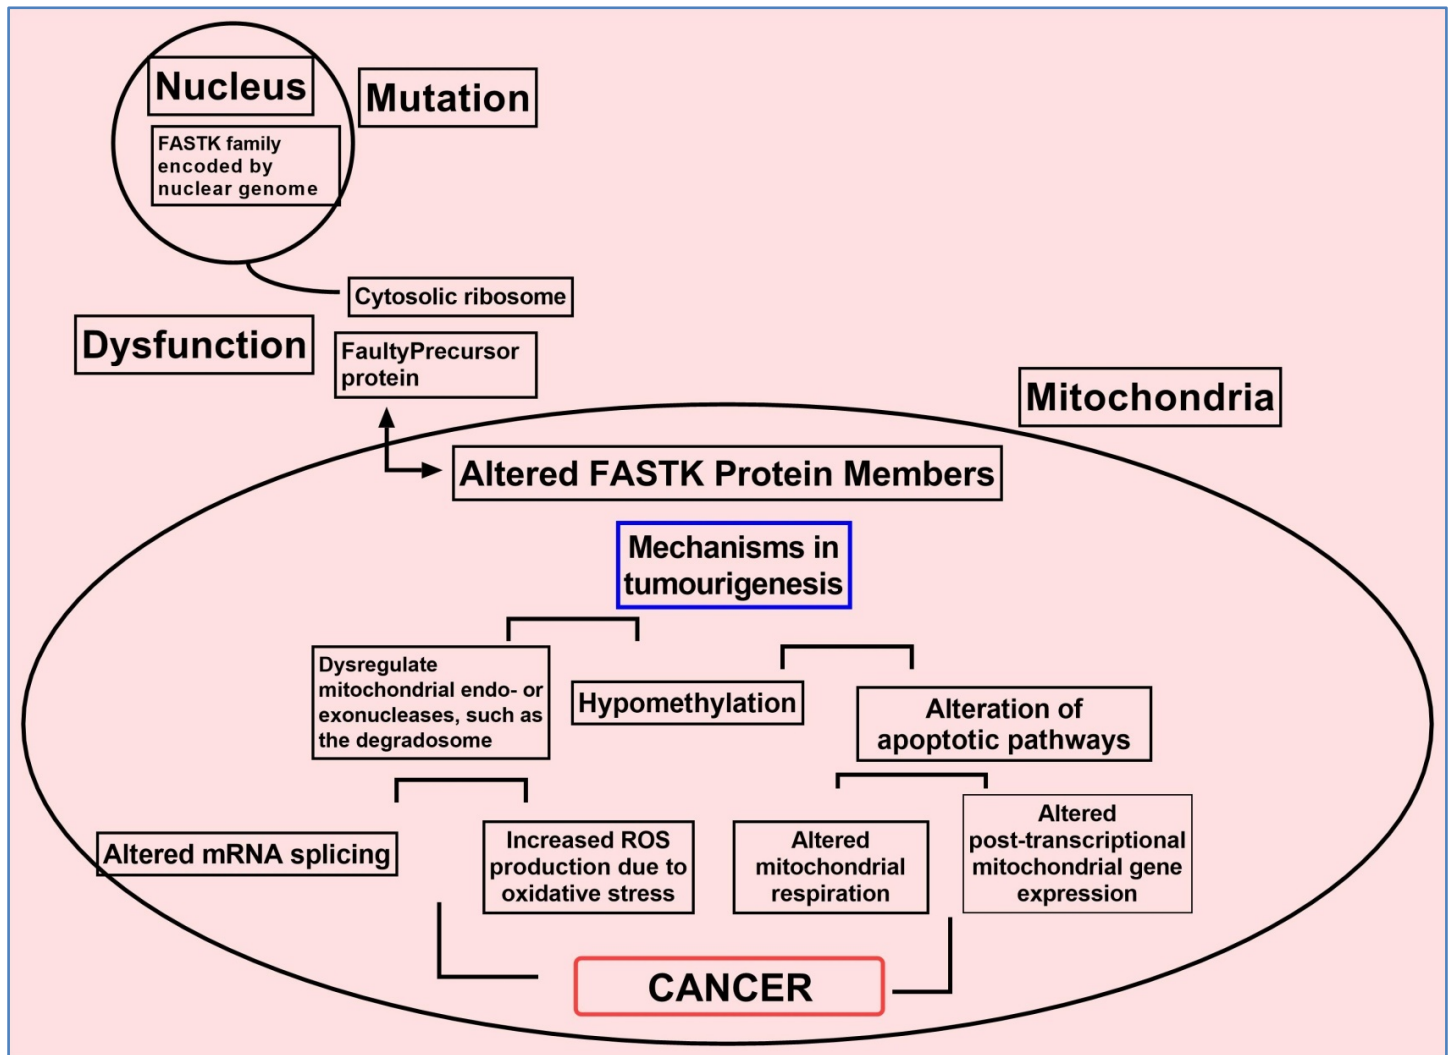 Nucleus
Mutation
FASTK family
encoded by
nuclear genome
Cytosolic ribosome
Dysfunction
FaultyPrecursor
protein
Mitochondria
Altered FASTK Protein Members
Mechanisms in
tumourigenesis
Dysregulate
mitochondrial endo- or
exonucleases, such as
the degradosome
Hypomethylation
Alteration of
apoptotic pathways
Altered mRNA splicing
Increased ROS
production due to
oxidative stress
Altered
mitochondrial
respiration
Altered
post-transcriptional
mitochondrial gene
expression
CANCER